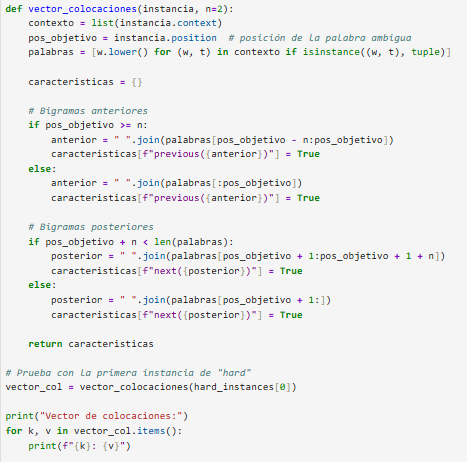 def vector_colocaciones(instancia, n=2):
    contexto = list(instancia.context)
    pos_objetivo = instancia.position  # posición de la palabra ambigua
    palabras = [w.lower() for (w, t) in contexto if isinstance((w, t), tuple)]

    caracteristicas = {}

    # Bigramas anteriores
    if pos_objetivo >= n:
        anterior = " ".join(palabras[pos_objetivo - n:pos_objetivo])
        caracteristicas[f"previous({anterior})"] = True
    else:
        anterior = " ".join(palabras[:pos_objetivo])
        caracteristicas[f"previous({anterior})"] = True

    # Bigramas posteriores
    if pos_objetivo + n < len(palabras):
        posterior = " ".join(palabras[pos_objetivo + 1:pos_objetivo + 1 + n])
        caracteristicas[f"next({posterior})"] = True
    else:
        posterior = " ".join(palabras[pos_objetivo + 1:])
        caracteristicas[f"next({posterior})"] = True

    return caracteristicas

# Prueba con la primera instancia de "hard"
vector_col = vector_colocaciones(hard_instances[0])

print("Vector de colocaciones:")
for k, v in vector_col.items():
    print(f"{k}: {v}")